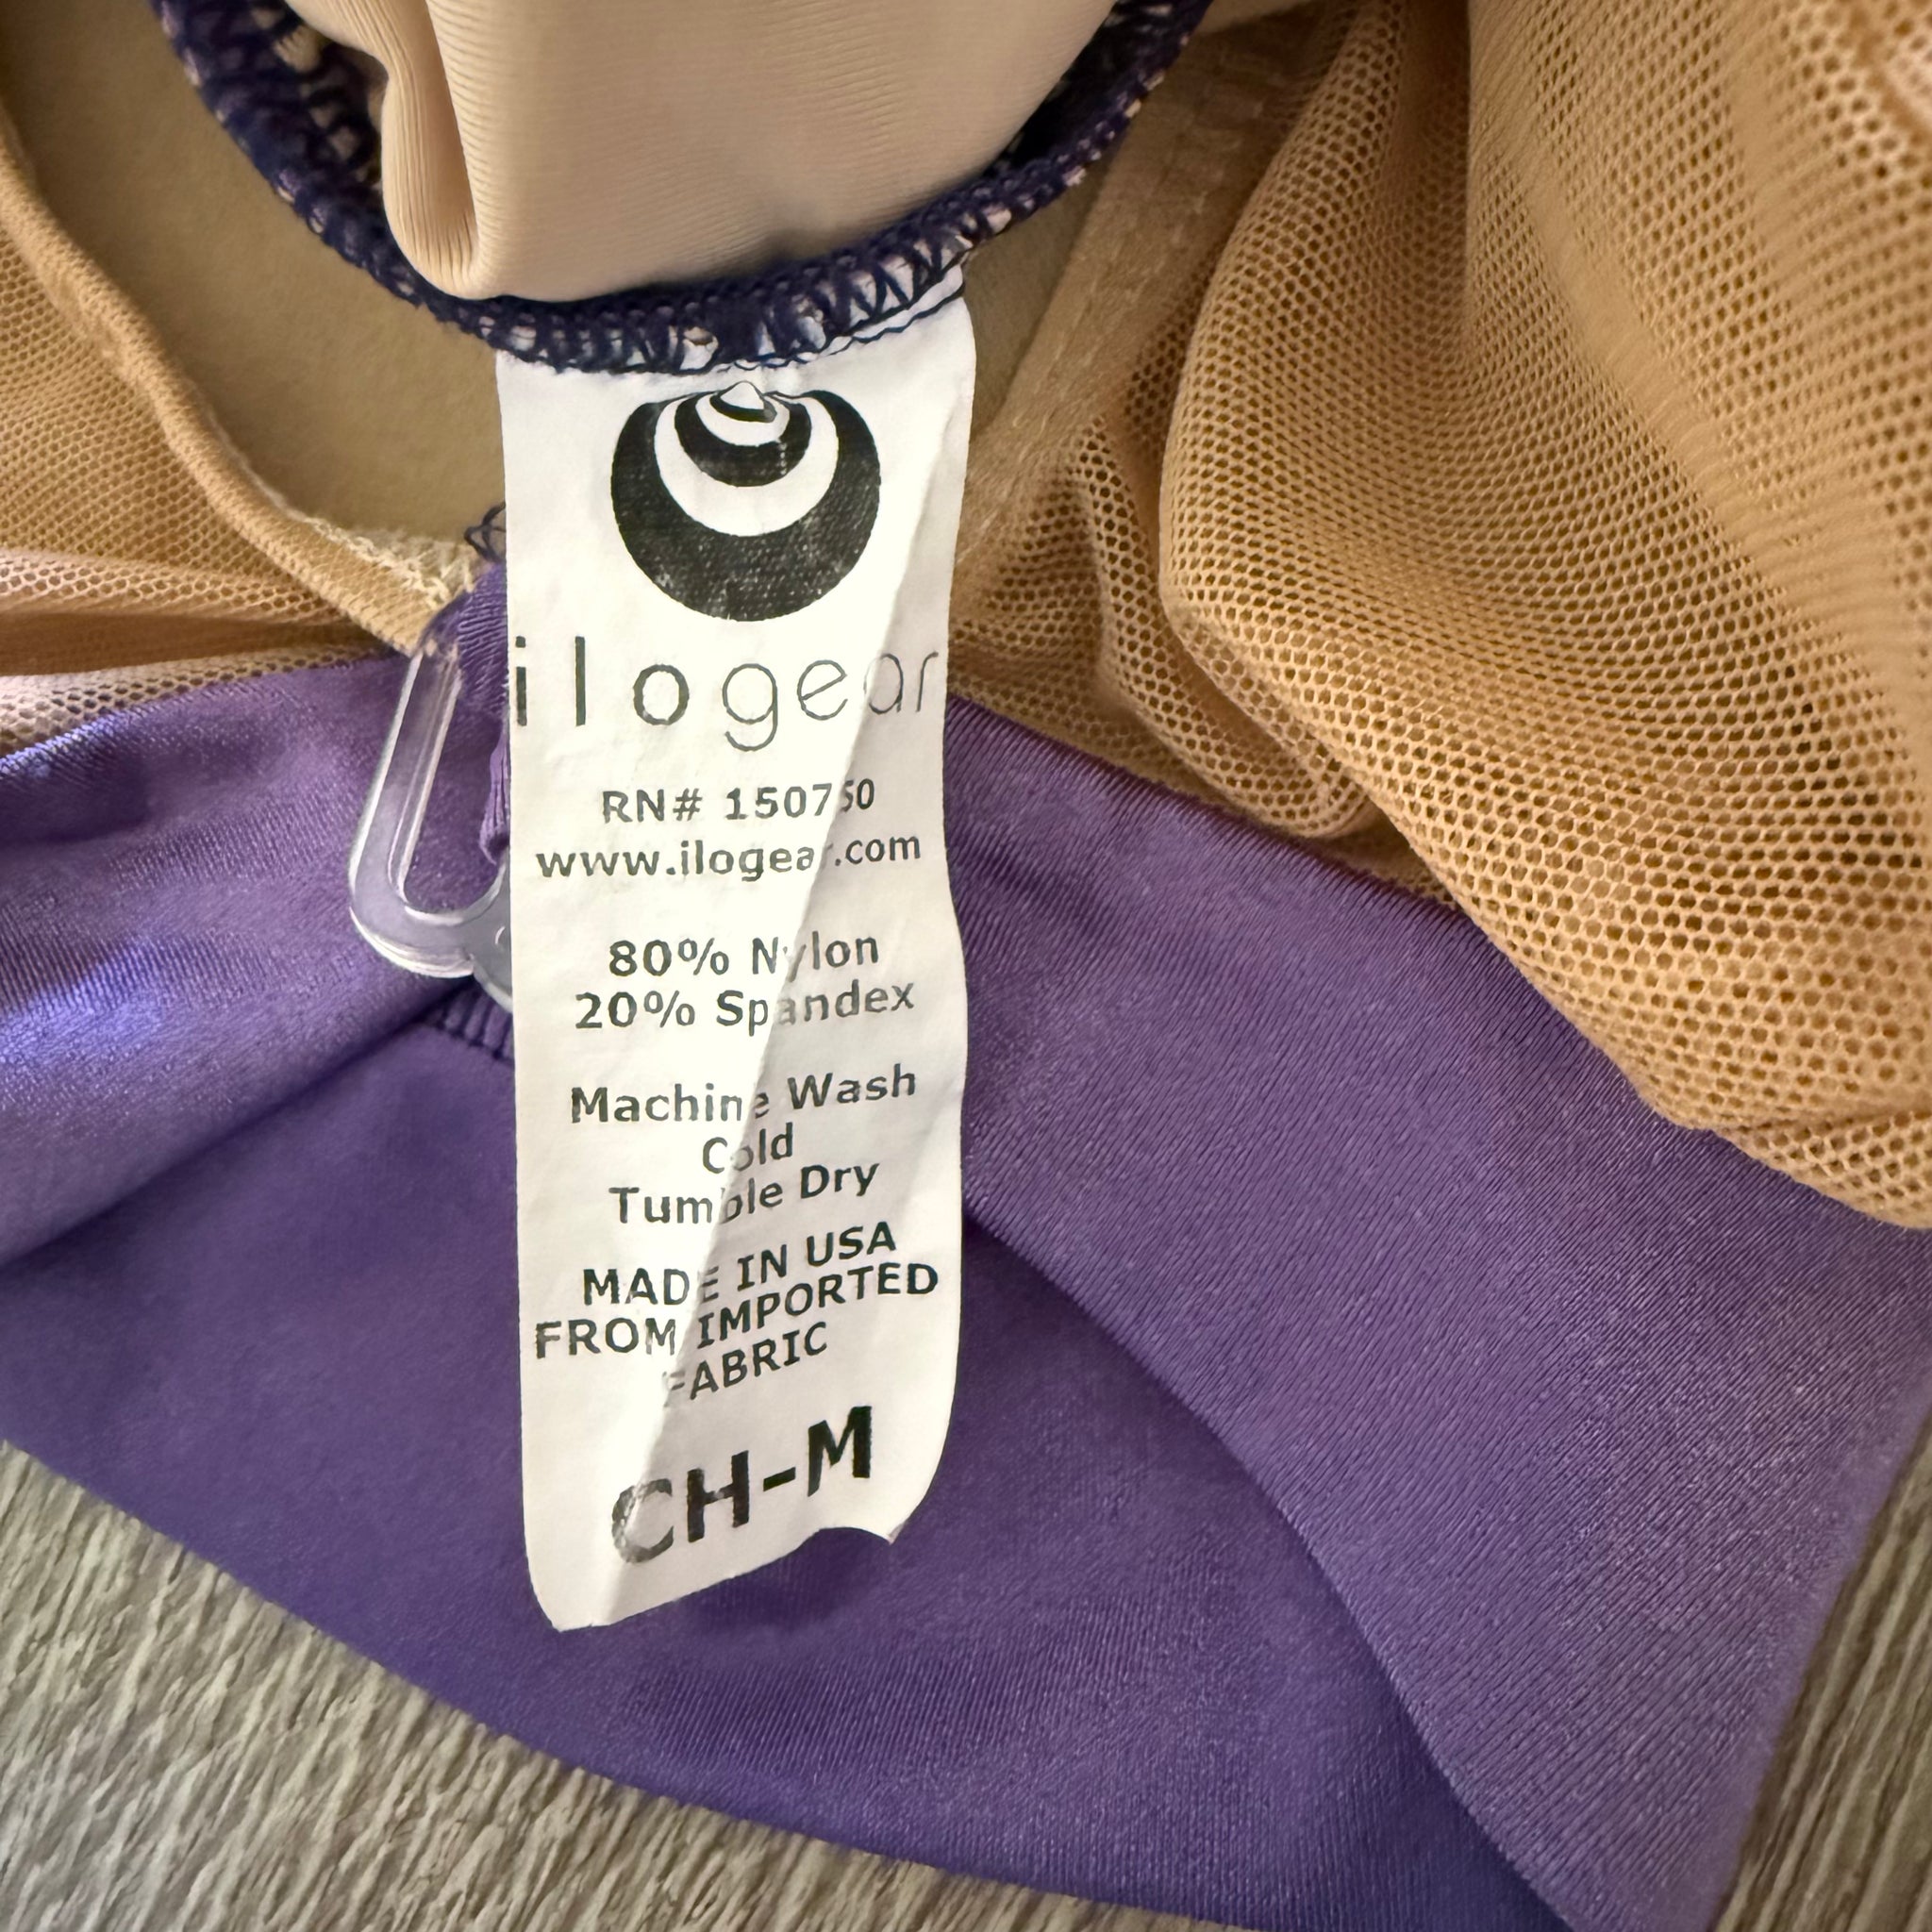 ilogear
RN# 150750
www.ilogear.com
80% Nylon
20% Spandex
Machine Wash
Cold
Tumble Dry
MADE IN USA
FROM IMPORTED
FABRIC
CH-M